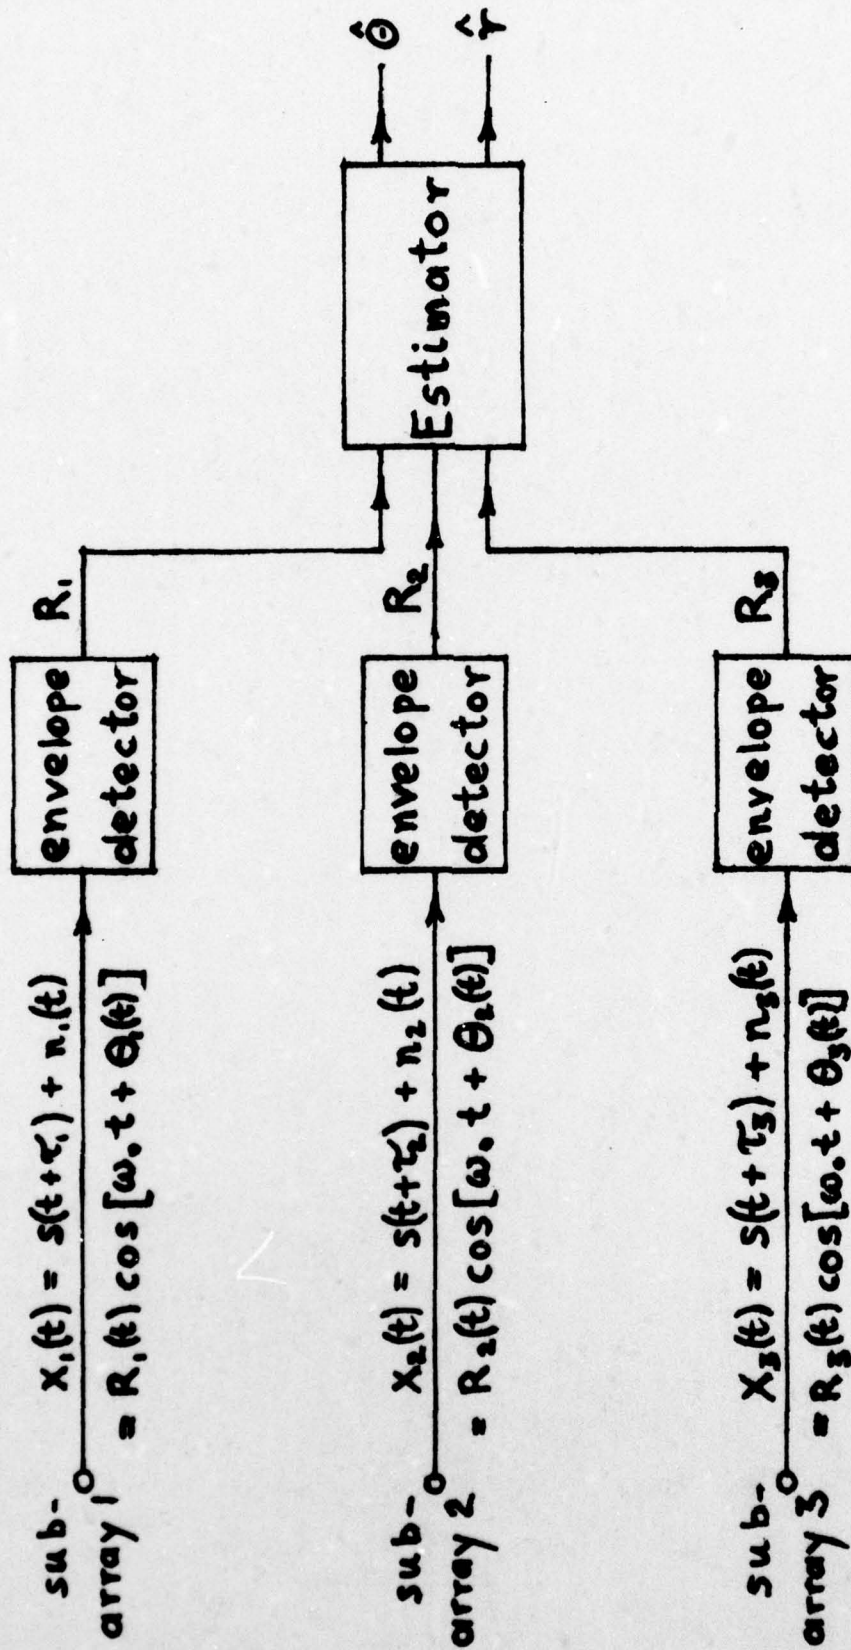 sub-
array 1
X₁(t) = s(t+τ₁) + n₁(t)
= R₁(t) cos[ω₀t + θ₁(t)]
envelope
detector
R₁
sub-
array 2
X₂(t) = s(t+τ₂) + n₂(t)
= R₂(t) cos[ω₀t + θ₂(t)]
envelope
detector
R₂
sub-
array 3
X₃(t) = s(t+τ₃) + n₃(t)
= R₃(t) cos[ω₀t + θ₃(t)]
envelope
detector
R₃
Estimator
θ̂
r̂